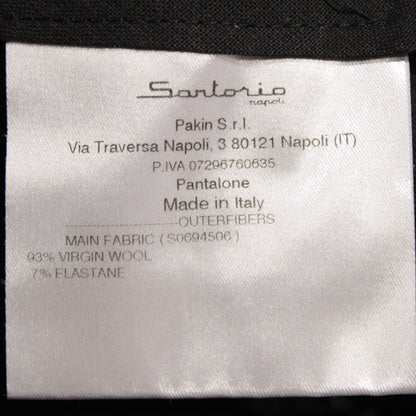 Sartorio
napoli
Pakin S.r.l.
Via Traversa Napoli, 3 80121 Napoli (IT)
P.IVA 07296760635
Pantalone
Made in Italy
--------------------OUTERFIBERS
MAIN FABRIC ( S0694506 )
93% VIRGIN WOOL
7% ELASTANE